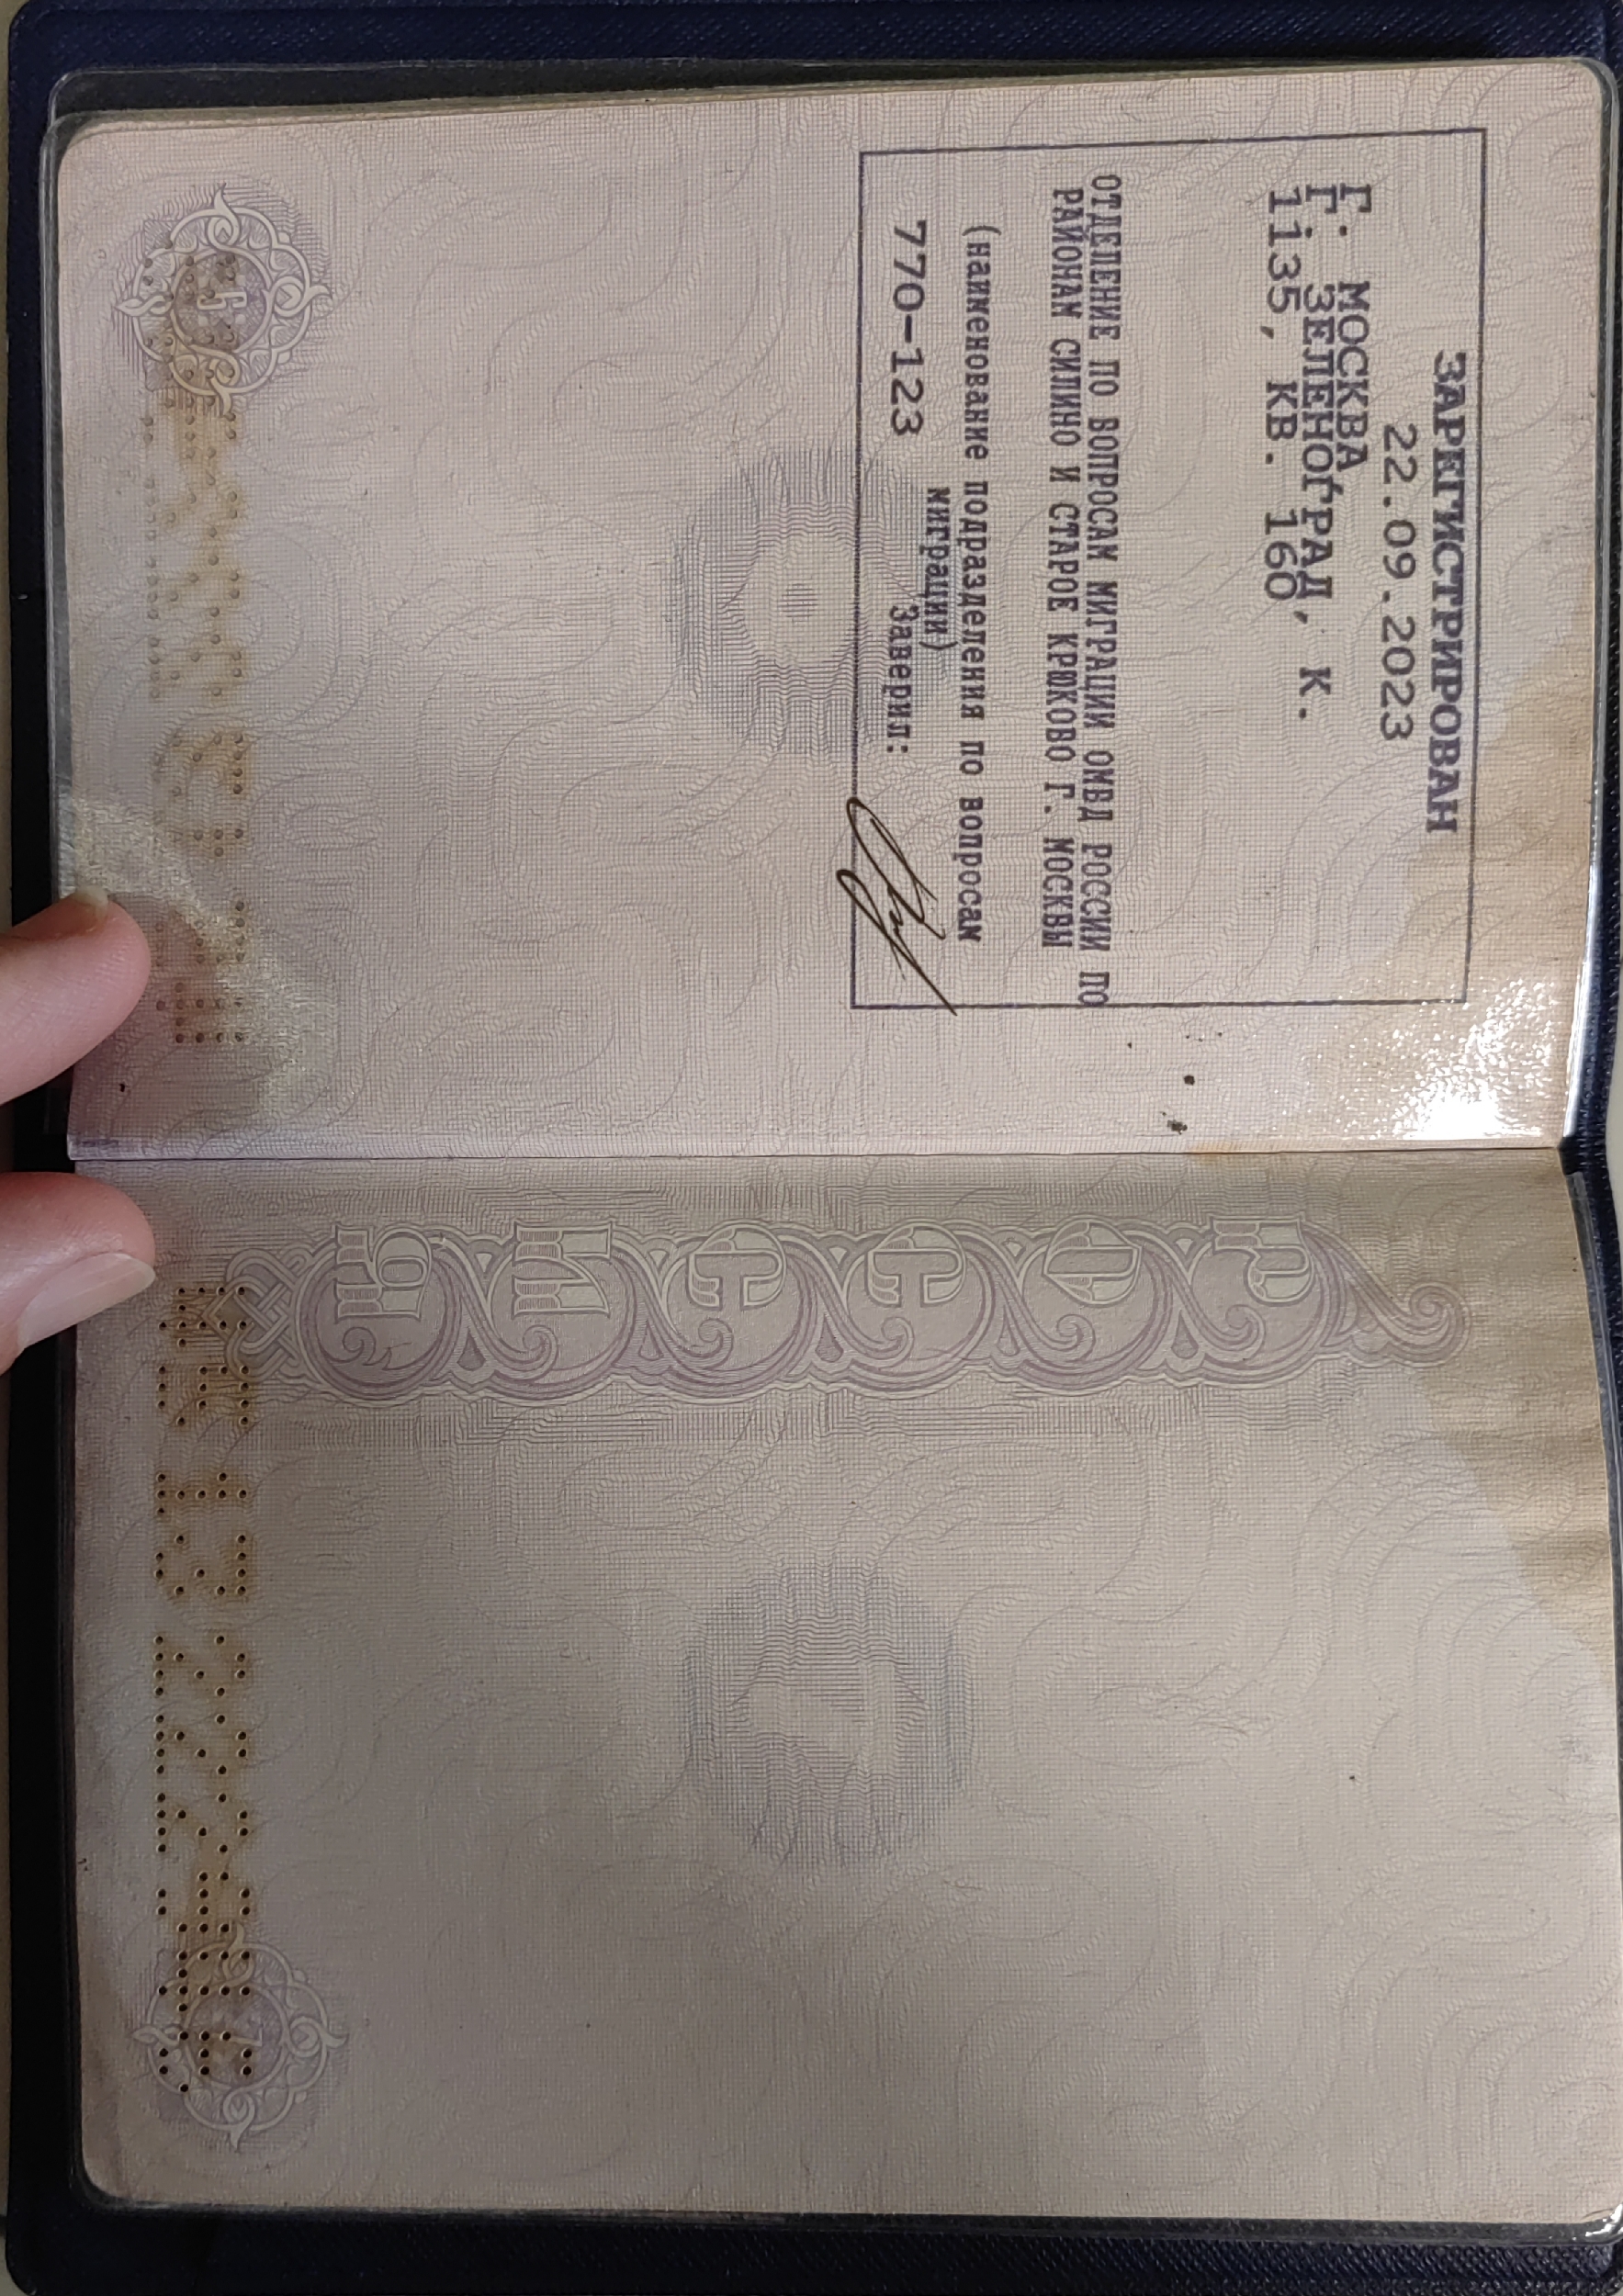 ЗАРЕГИСТРИРОВАН
22.09.2023
Г. МОСКВА
Г. ЗЕЛЕНОГРАД, К.
1135, КВ. 160
ОТДЕЛЕНИЕ ПО ВОПРОСАМ МИГРАЦИИ ОМВД РОССИИ ПО
РАЙОНАМ СИЛИНО И СТАРОЕ КРЮКОВО Г. МОСКВЫ
(наименование подразделения по вопросам
миграции)
770-123 Заверил: